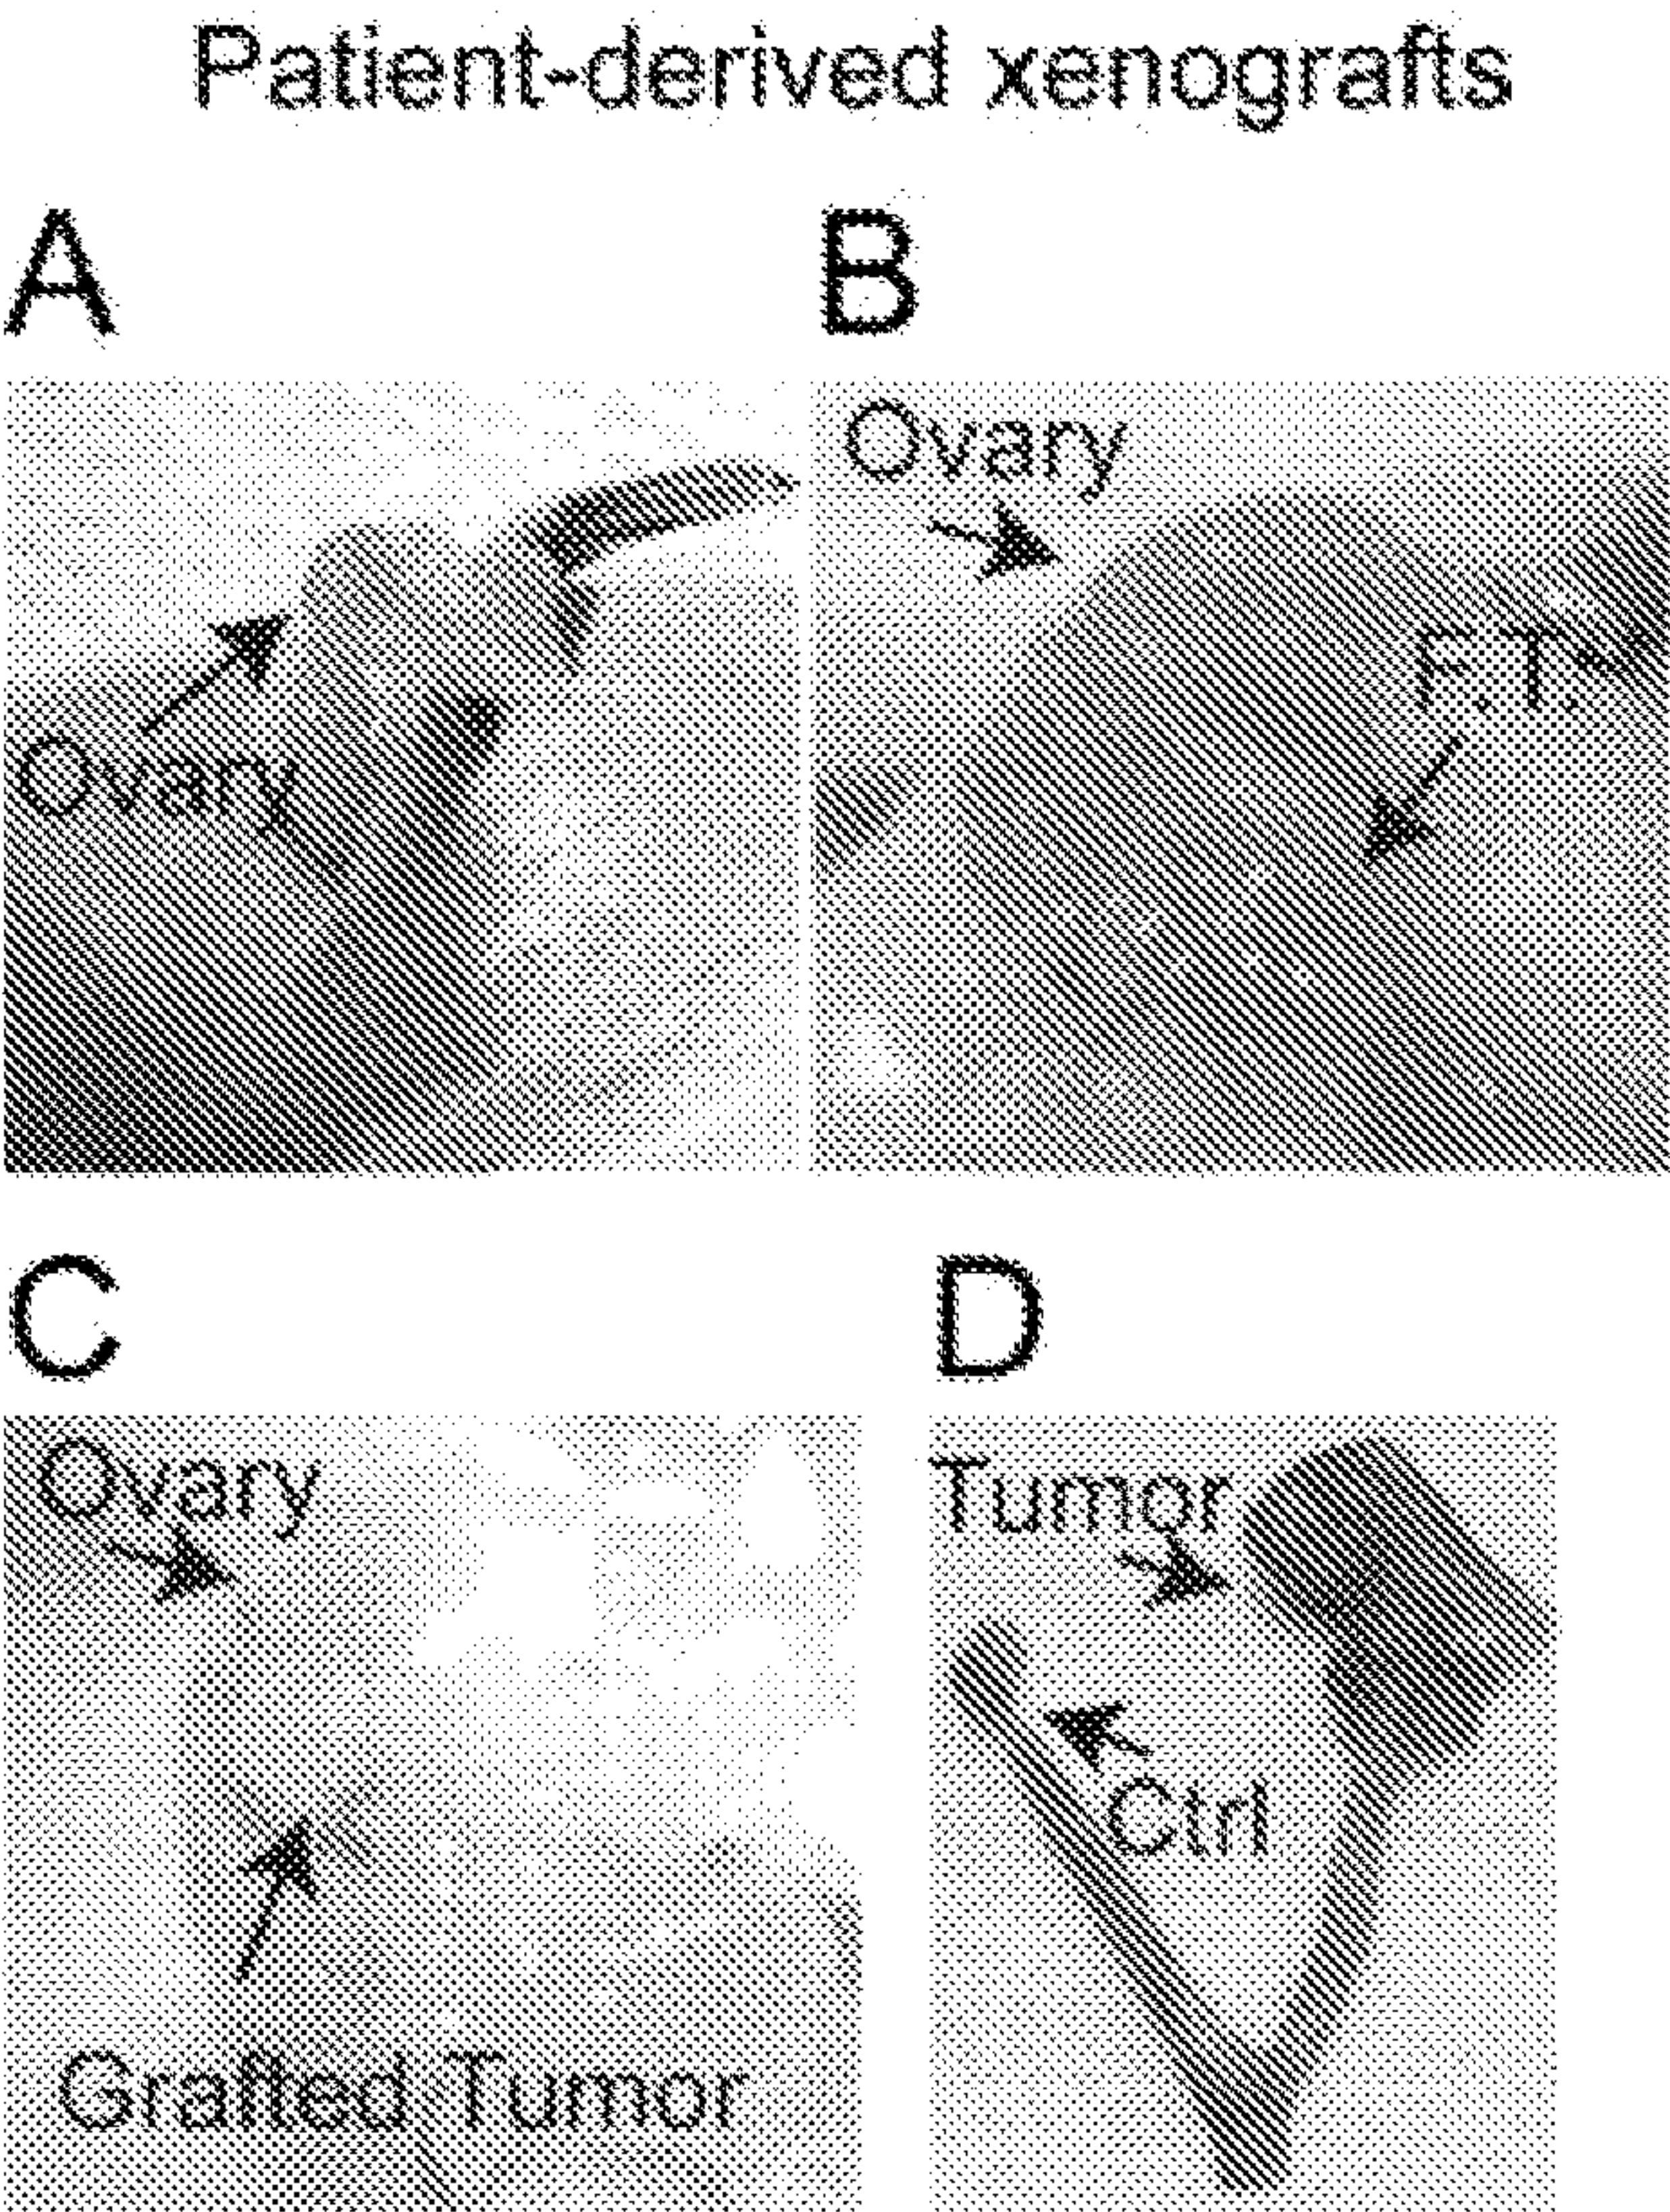 Patient-derived xenografts
A
B
Ovary
Ovary
F.T.
C
D
Ovary
Grafted Tumor
Tumor
Ctrl